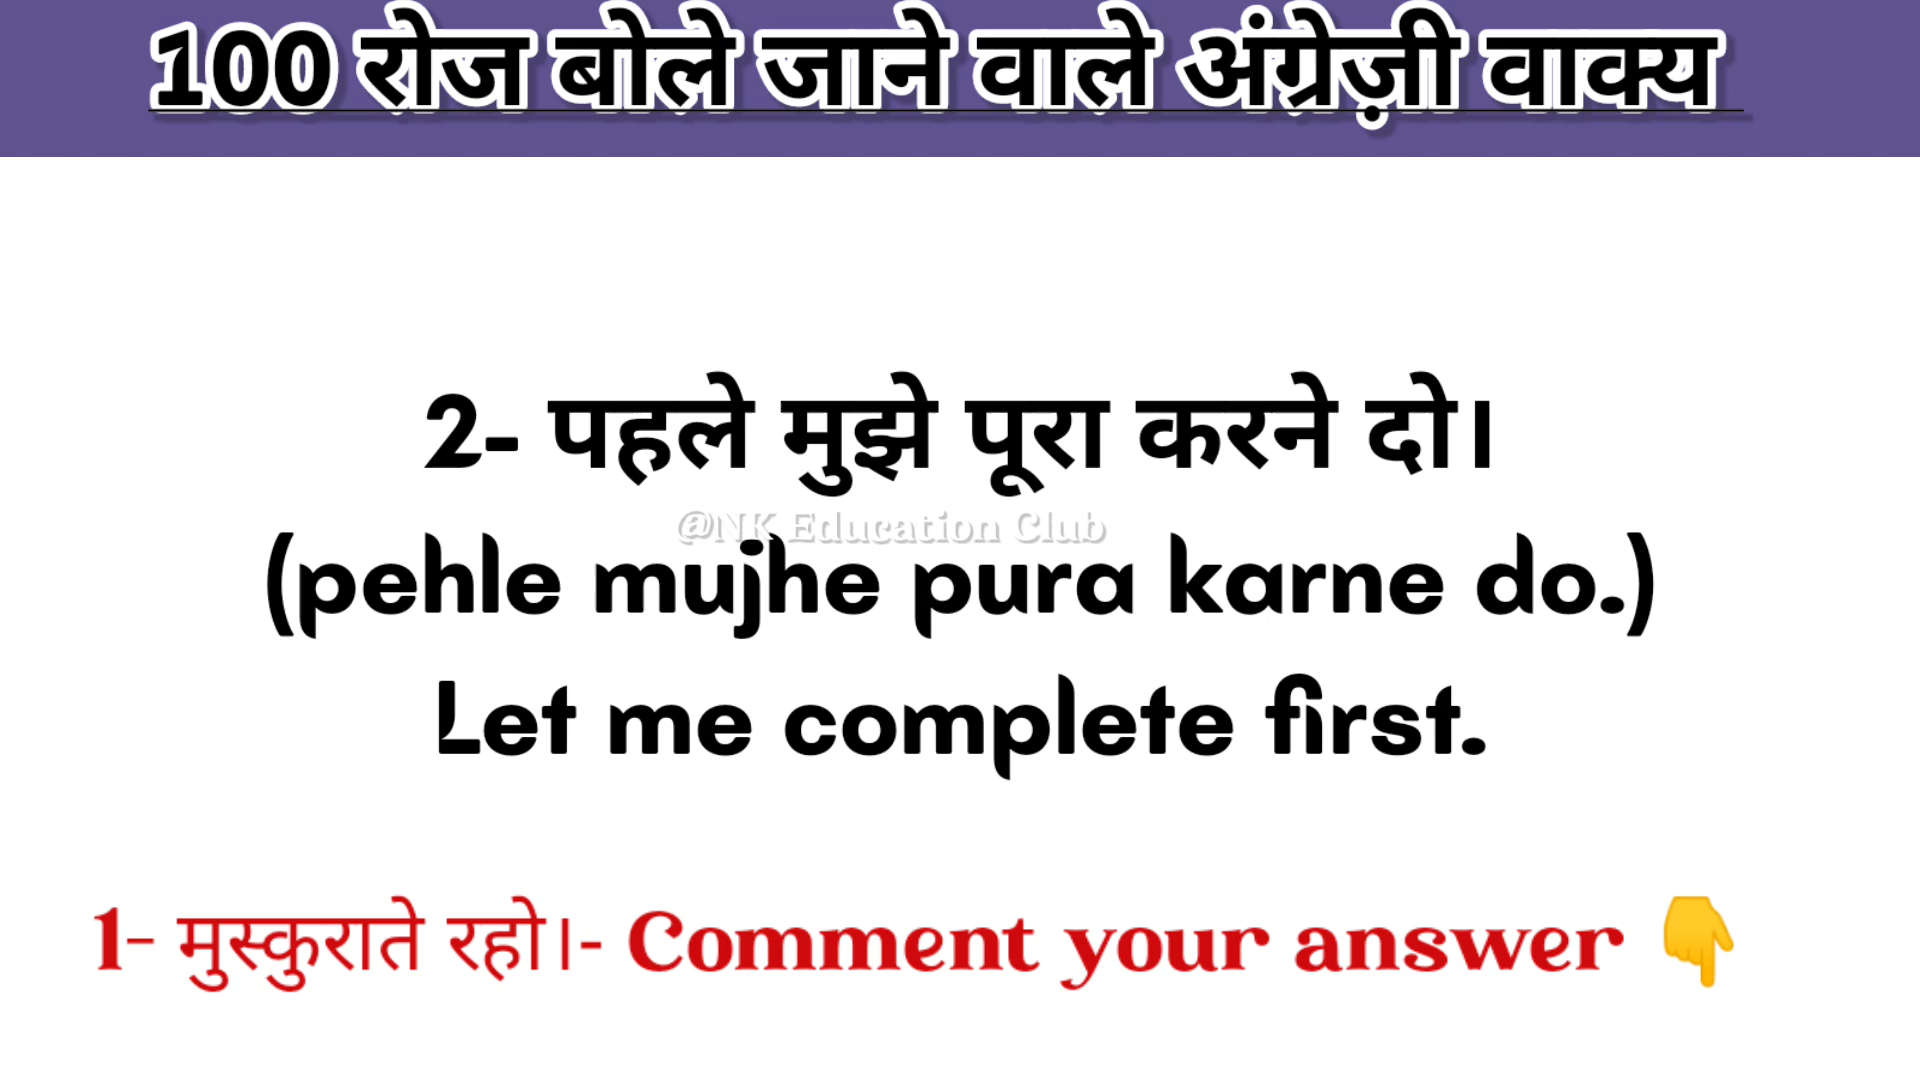 100 रोज बोले जाने वाले अंग्रेज़ी वाक्य
2- पहले मुझे पूरा करने दो।
@NK Education Club
(pehle mujhe pura karne do.)
Let me complete first.
1- मुस्कुराते रहो।- Comment your answer 👇